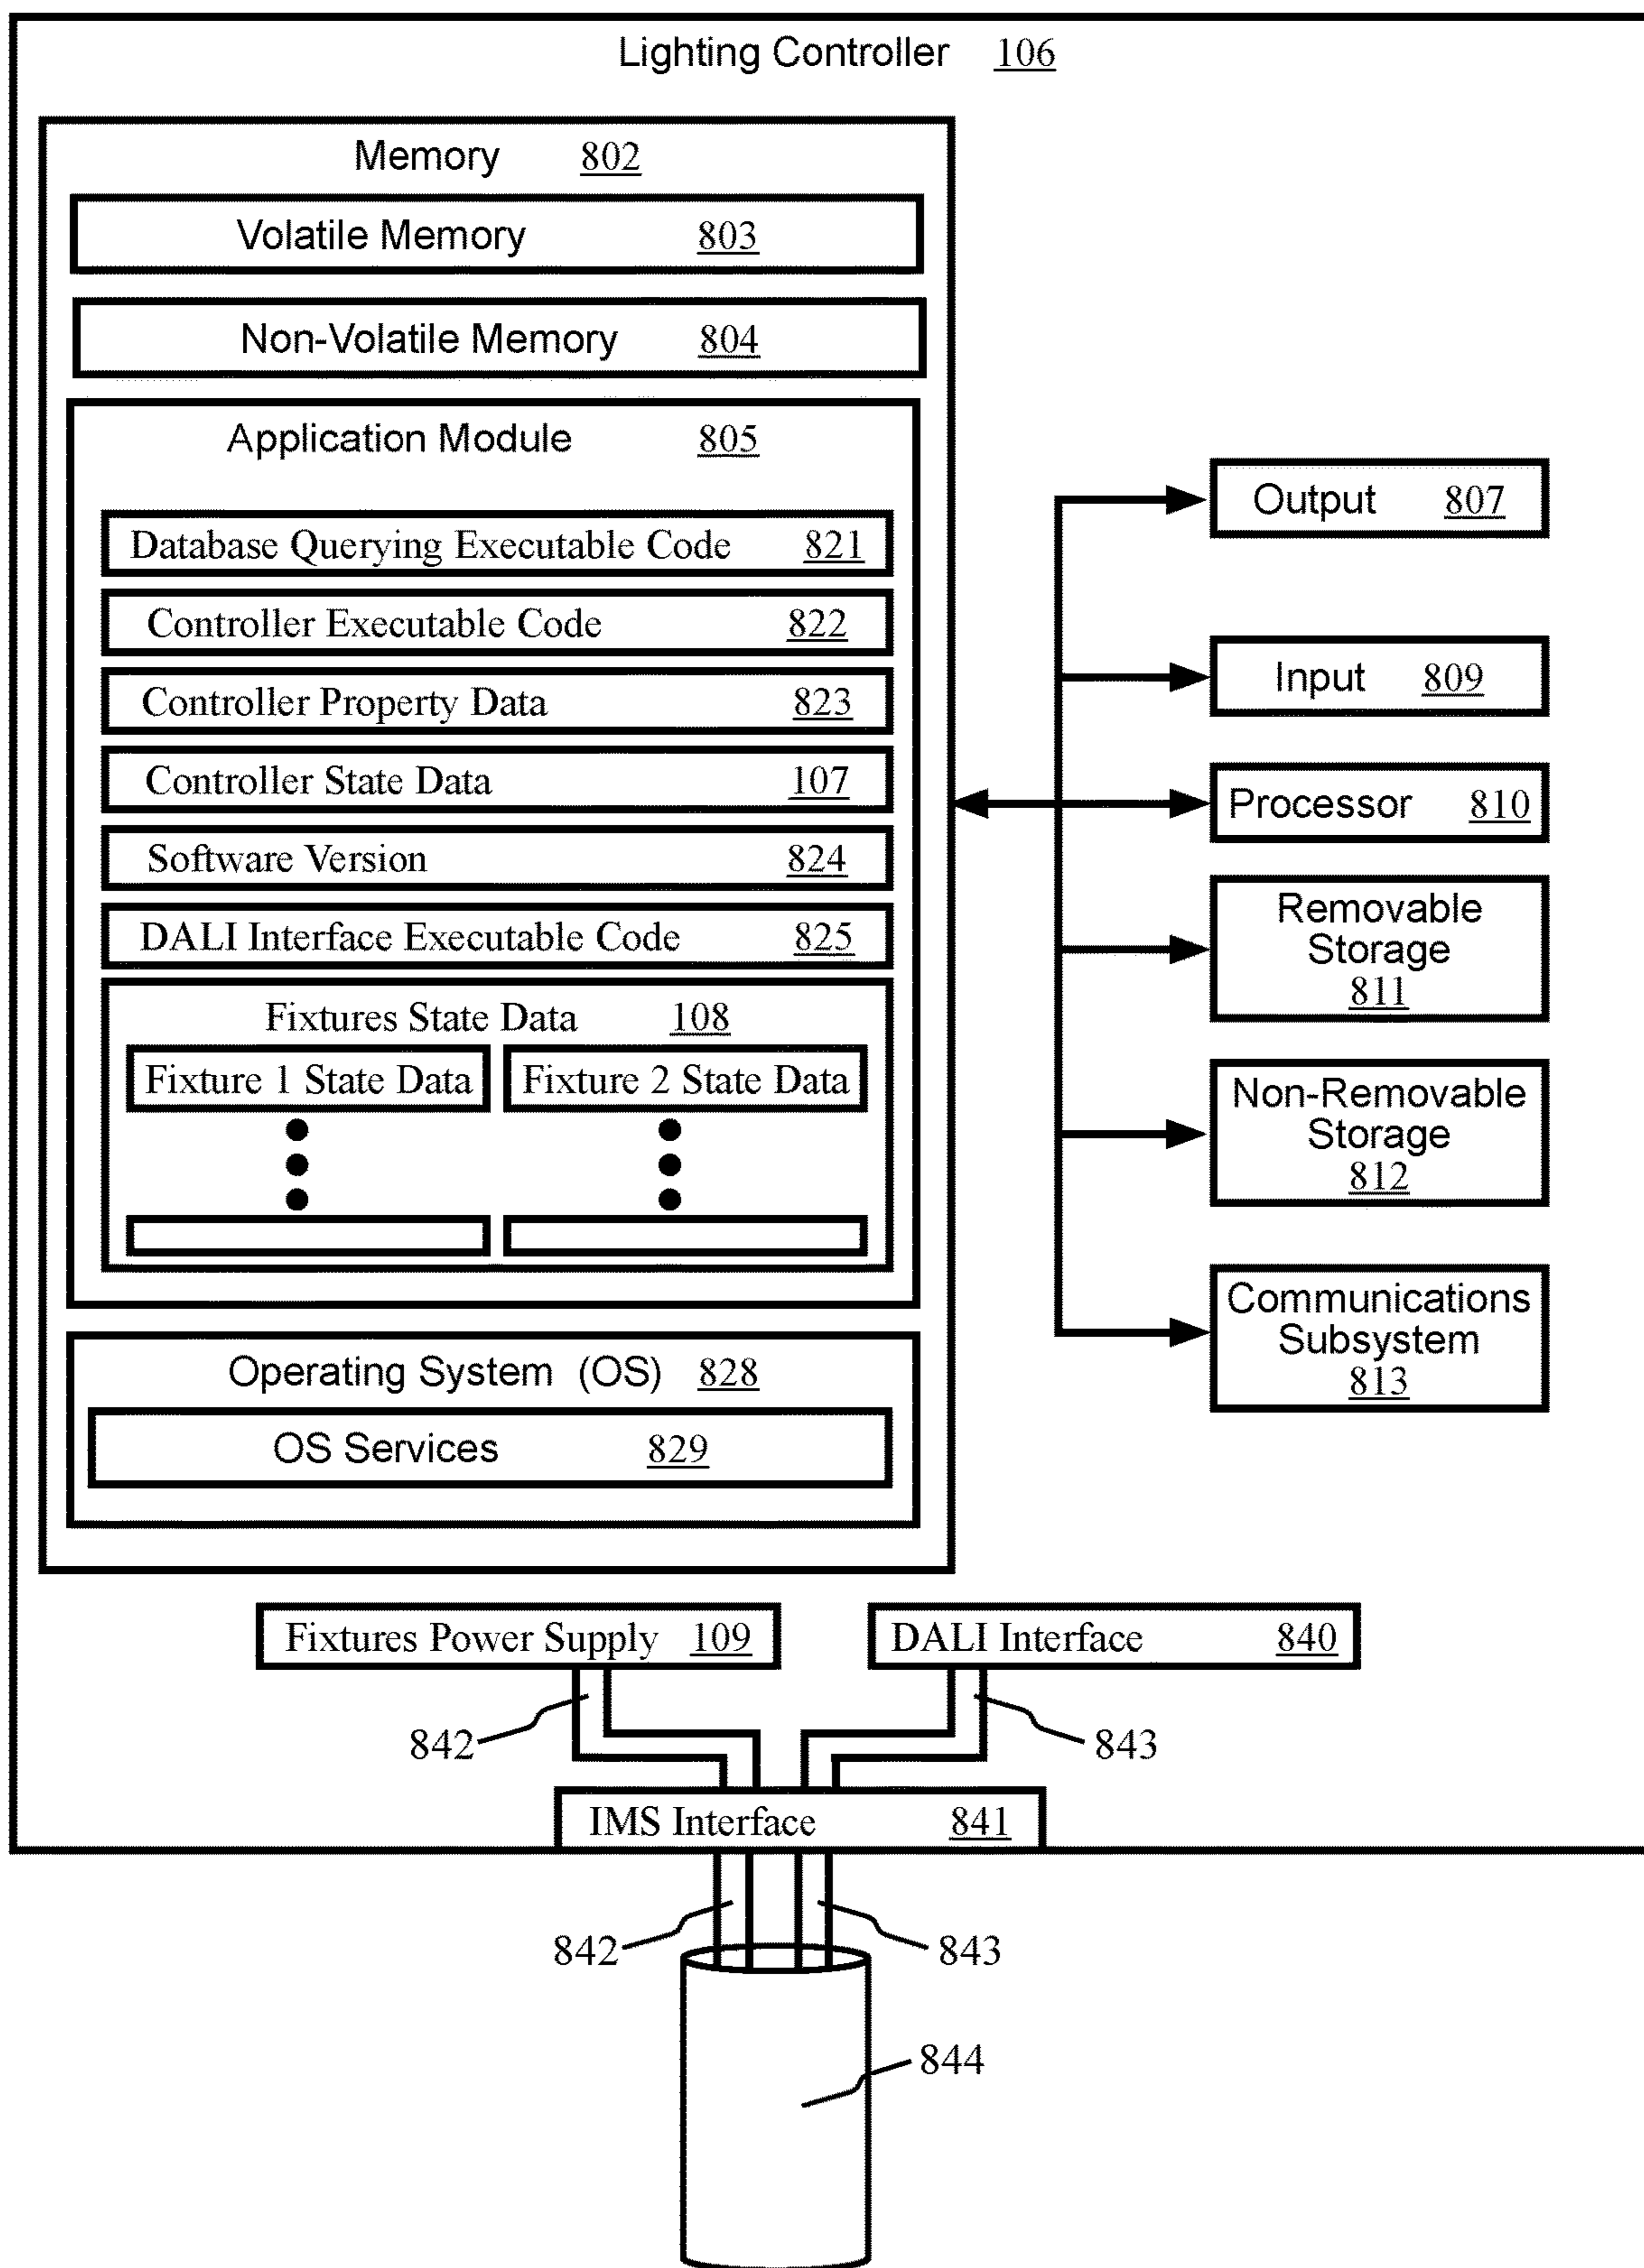 Lighting Controller 106
Memory 802
Volatile Memory 803
Non-Volatile Memory 804
Application Module 805
Database Querying Executable Code 821
Controller Executable Code 822
Controller Property Data 823
Controller State Data 107
Software Version 824
DALI Interface Executable Code 825
Fixtures State Data 108
Fixture 1 State Data
Fixture 2 State Data
Operating System (OS) 828
OS Services 829
Output 807
Input 809
Processor 810
Removable
Storage
811
Non-Removable
Storage
812
Communications
Subsystem
813
Fixtures Power Supply 109
DALI Interface 840
842
843
IMS Interface 841
842
843
844